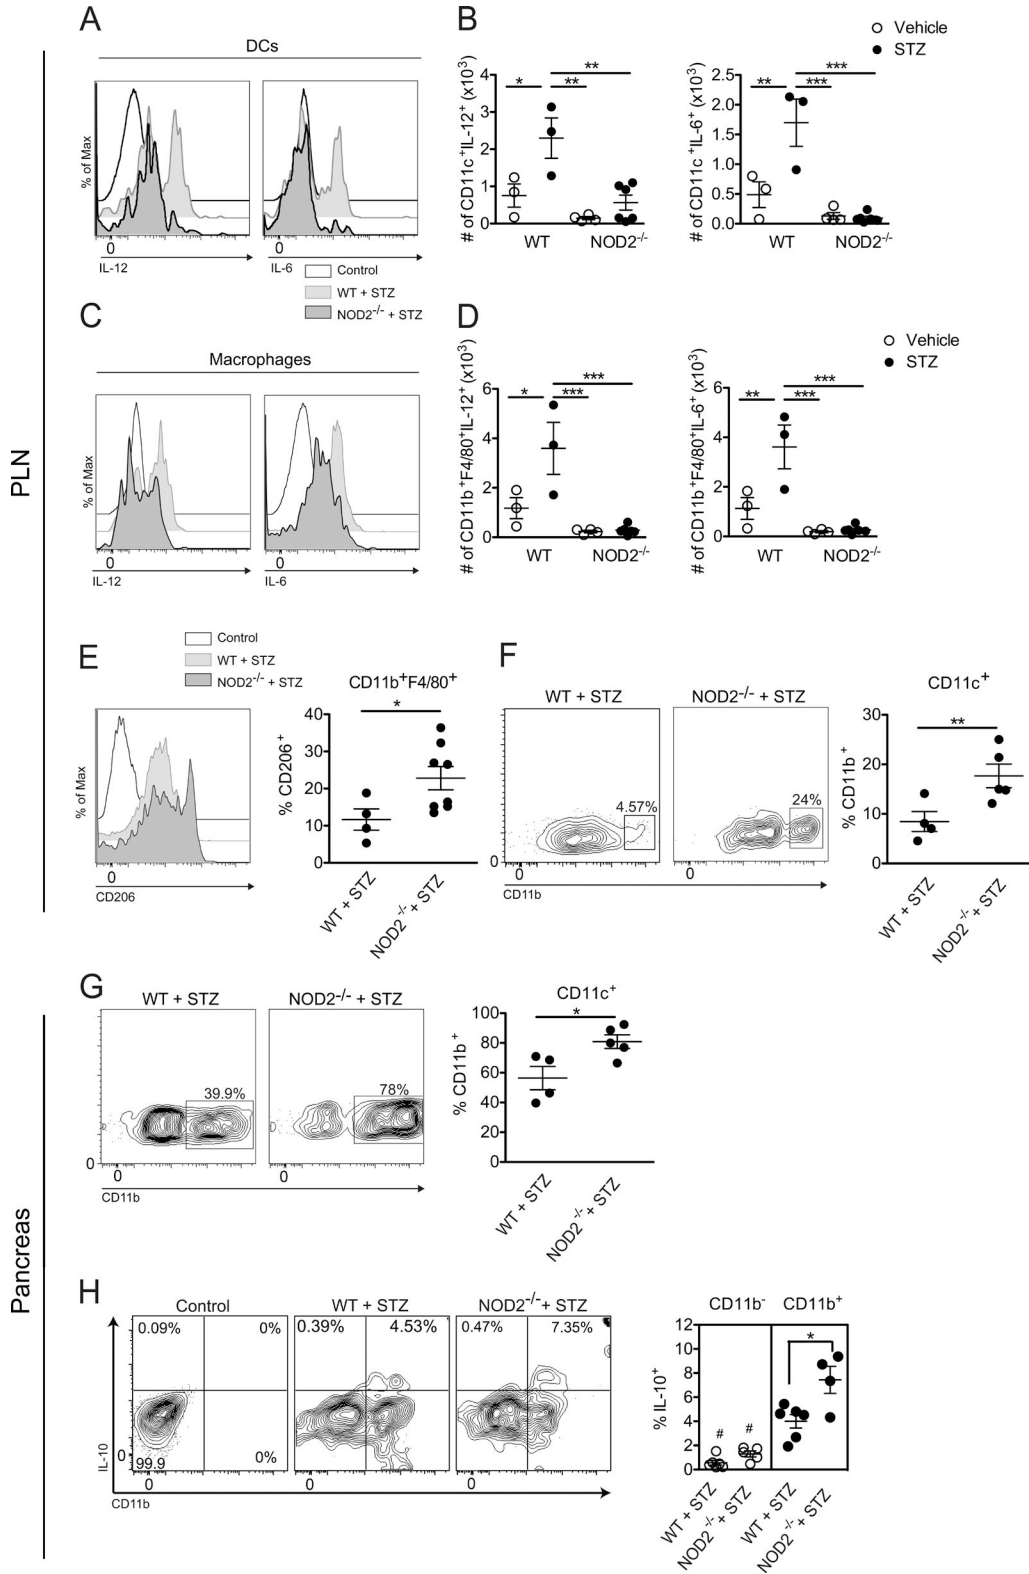 PLN
A
DCs
% of Max
0
0
IL-12
IL-6
Control
WT + STZ
NOD2-/- + STZ
B
Vehicle
STZ
# of CD11c+IL-12+ (x10³)
4
3
2
1
0
*
**
**
WT
NOD2-/-
# of CD11c+IL-6+ (x10³)
2.5
2.0
1.5
1.0
0.5
0.0
**
***
***
WT
NOD2-/-
C
Macrophages
% of Max
0
0
IL-12
IL-6
D
Vehicle
STZ
# of CD11b+F4/80+IL-12+ (x10³)
6
4
2
0
*
***
***
WT
NOD2-/-
# of CD11b+F4/80+IL-6+ (x10³)
6
4
2
0
**
***
***
WT
NOD2-/-
E
Control
WT + STZ
NOD2-/- + STZ
% of Max
0
CD206
CD11b+F4/80+
% CD206+
40
30
20
10
0
*
WT + STZ
NOD2-/- + STZ
F
WT + STZ
NOD2-/- + STZ
4.57%
24%
0
0
0
CD11b
CD11c+
% CD11b+
30
20
10
0
**
WT + STZ
NOD2-/- + STZ
Pancreas
G
WT + STZ
NOD2-/- + STZ
39.9%
78%
0
0
0
CD11b
CD11c+
% CD11b+
100
80
60
40
20
0
*
WT + STZ
NOD2-/- + STZ
H
Control
WT + STZ
NOD2-/-+ STZ
0.09%
0%
0.39%
4.53%
0.47%
7.35%
99.9
0%
IL-10
0
0
0
0
CD11b
CD11b-
CD11b+
% IL-10+
12
10
8
6
4
2
0
#
#
*
WT + STZ
NOD2-/- + STZ
WT + STZ
NOD2-/- + STZ